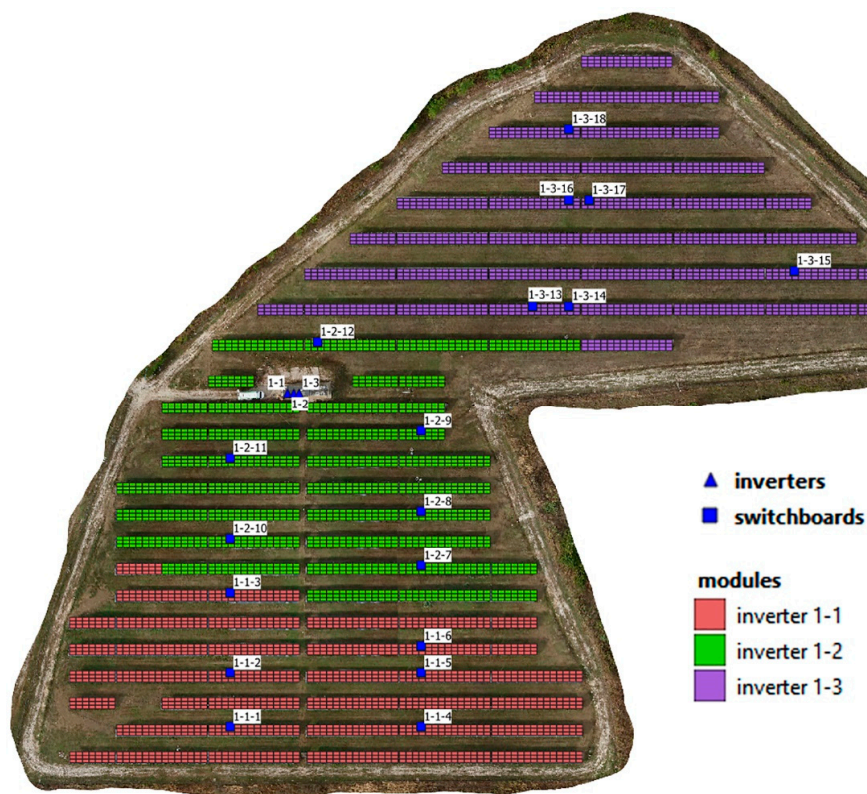 1-3-18
1-3-16 1-3-17
1-3-15
1-3-13 1-3-14
1-2-12
1-1 1-3
1-2
1-2-9
1-2-11
1-2-8
1-2-10
1-2-7
1-1-3
1-1-6
1-1-2 1-1-5
1-1-1 1-1-4
inverters
switchboards
modules
inverter 1-1
inverter 1-2
inverter 1-3